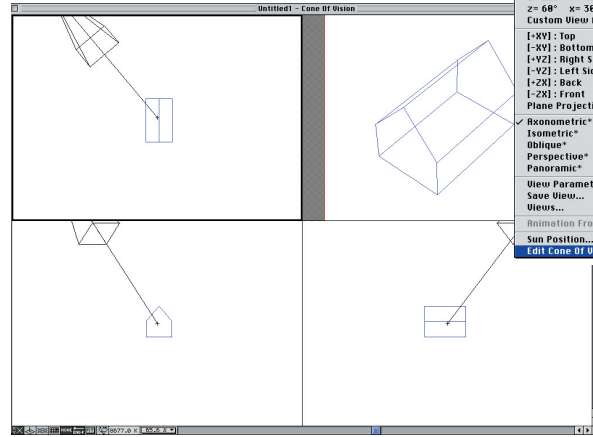 Untitled1 - Cone Of Vision
z= 60°
Custom View
[+XY] : Top
[-XY] : Bottom
[+YZ] : Right S
[-YZ] : Left Sid
[+ZX] : Back
[-ZX] : Front
Plane Projecti
✓ Axonometric*
Isometric*
Oblique*
Perspective*
Panoramic*
View Paramet
Save View...
Views...
Animation Fro
Sun Position...
Edit Cone Of V
8677.0 K